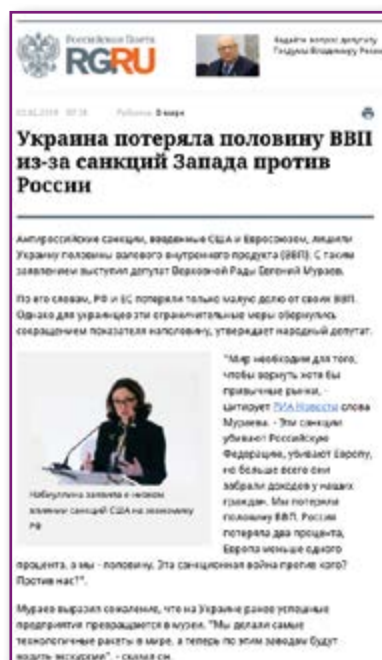 Российская Газета
RGRU
Задайте вопрос депутату
Госдумы Владимиру
Рубрика: В мире
Украина потеряла половину ВВП
из-за санкций Запада против
России
Антироссийские санкции, введенные США и Евросоюзом, лишили
Украину половины валового внутреннего продукта (ВВП). С таким
заявлением выступил депутат Верховной Рады Евгений Мураев.
По его словам, РФ и ЕС потеряли только малую долю от своих ВВП.
Однако для украинцев эти ограничительные меры обернулись
сокращением показателя наполовину, утверждает народный депутат.
"Мир необходим для того,
чтобы вернуть хотя бы
привычные рынки, -
цитирует РИА Новости слова
Мураева. - Эти санкции
убивают Российскую
Федерацию, убивают Европу,
но больше всего они
забрали доходов у наших
граждан. Мы потеряли
половину ВВП. Россия
потеряла два процента,
Европа меньше одного
процента, а мы - половину. Эта санкционная война против кого?
Против нас?".
Набиуллина заявила о низком
влиянии санкций США на экономику
РФ
Мураев выразил сожаление, что на Украине ранее успешные
предприятия превращаются в музеи. "Мы делали самые
технологичные ракеты в мире, а теперь по этим заводам будут
водить экскурсии", - сказал он.